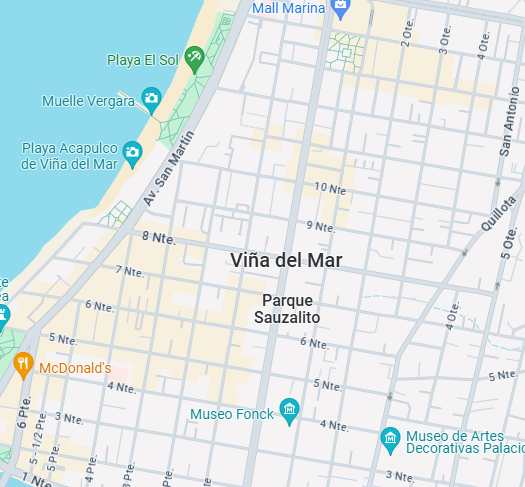 Mall Marina
2 Ote.
3 Ote.
4 Ote.
Playa El Sol
Muelle Vergara
San Antonio
Av. San Martín
Playa Acapulco
de Viña del Mar
10 Nte
Quillota
9 Nte.
8 Nte.
5 Ote.
Viña del Mar
7 Nte.
Parque
Sauzalito
6 Nte.
4 Ote.
6 Nte.
5 Nte.
McDonald's
5 Nte.
4 Nte.
Museo Fonck
6 Pte.
3 Nte.
4 Nte.
5 - 1/2 Pte.
5 Pte.
4 Pte.
Museo de Artes
Decorativas Palacio
3 Nte.
1 Nte.